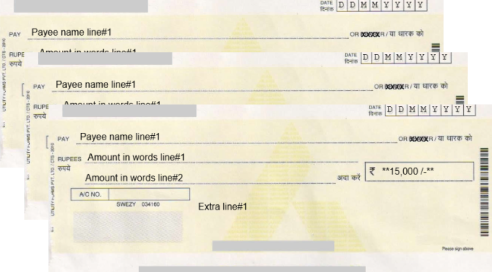 DATE दिनांक D D M M Y Y Y Y
PAY Payee name line#1 OR BEARER / या धारक को
RUPE Amount in words line#1
रुपये
DATE दिनांक D D M M Y Y Y Y
PAY Payee name line#1 OR BEARER / या धारक को
RUPE Amount in words line#1
रुपये
DATE दिनांक D D M M Y Y Y Y
PAY Payee name line#1 OR BEARER / या धारक को
RUPEES Amount in words line#1
रुपये
Amount in words line#2 अदा करें ₹ **15,000 /-**
A/C NO.
SWEZY 034160
Extra line#1
Please sign above